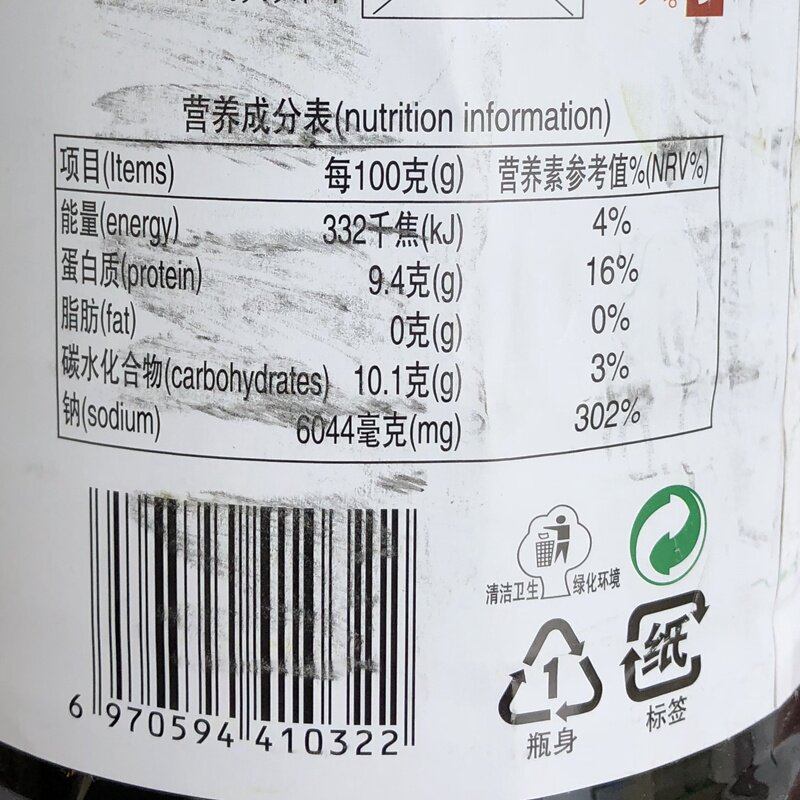 营养成分表(nutrition information)
项目(Items) 每100克(g) 营养素参考值%(NRV%)
能量(energy) 332千焦(kJ) 4%
蛋白质(protein) 9.4克(g) 16%
脂肪(fat) 0克(g) 0%
碳水化合物(carbohydrates) 10.1克(g) 3%
钠(sodium) 6044毫克(mg) 302%
清洁卫生 绿化环境
1
瓶身
纸
标签
6 970594 410322